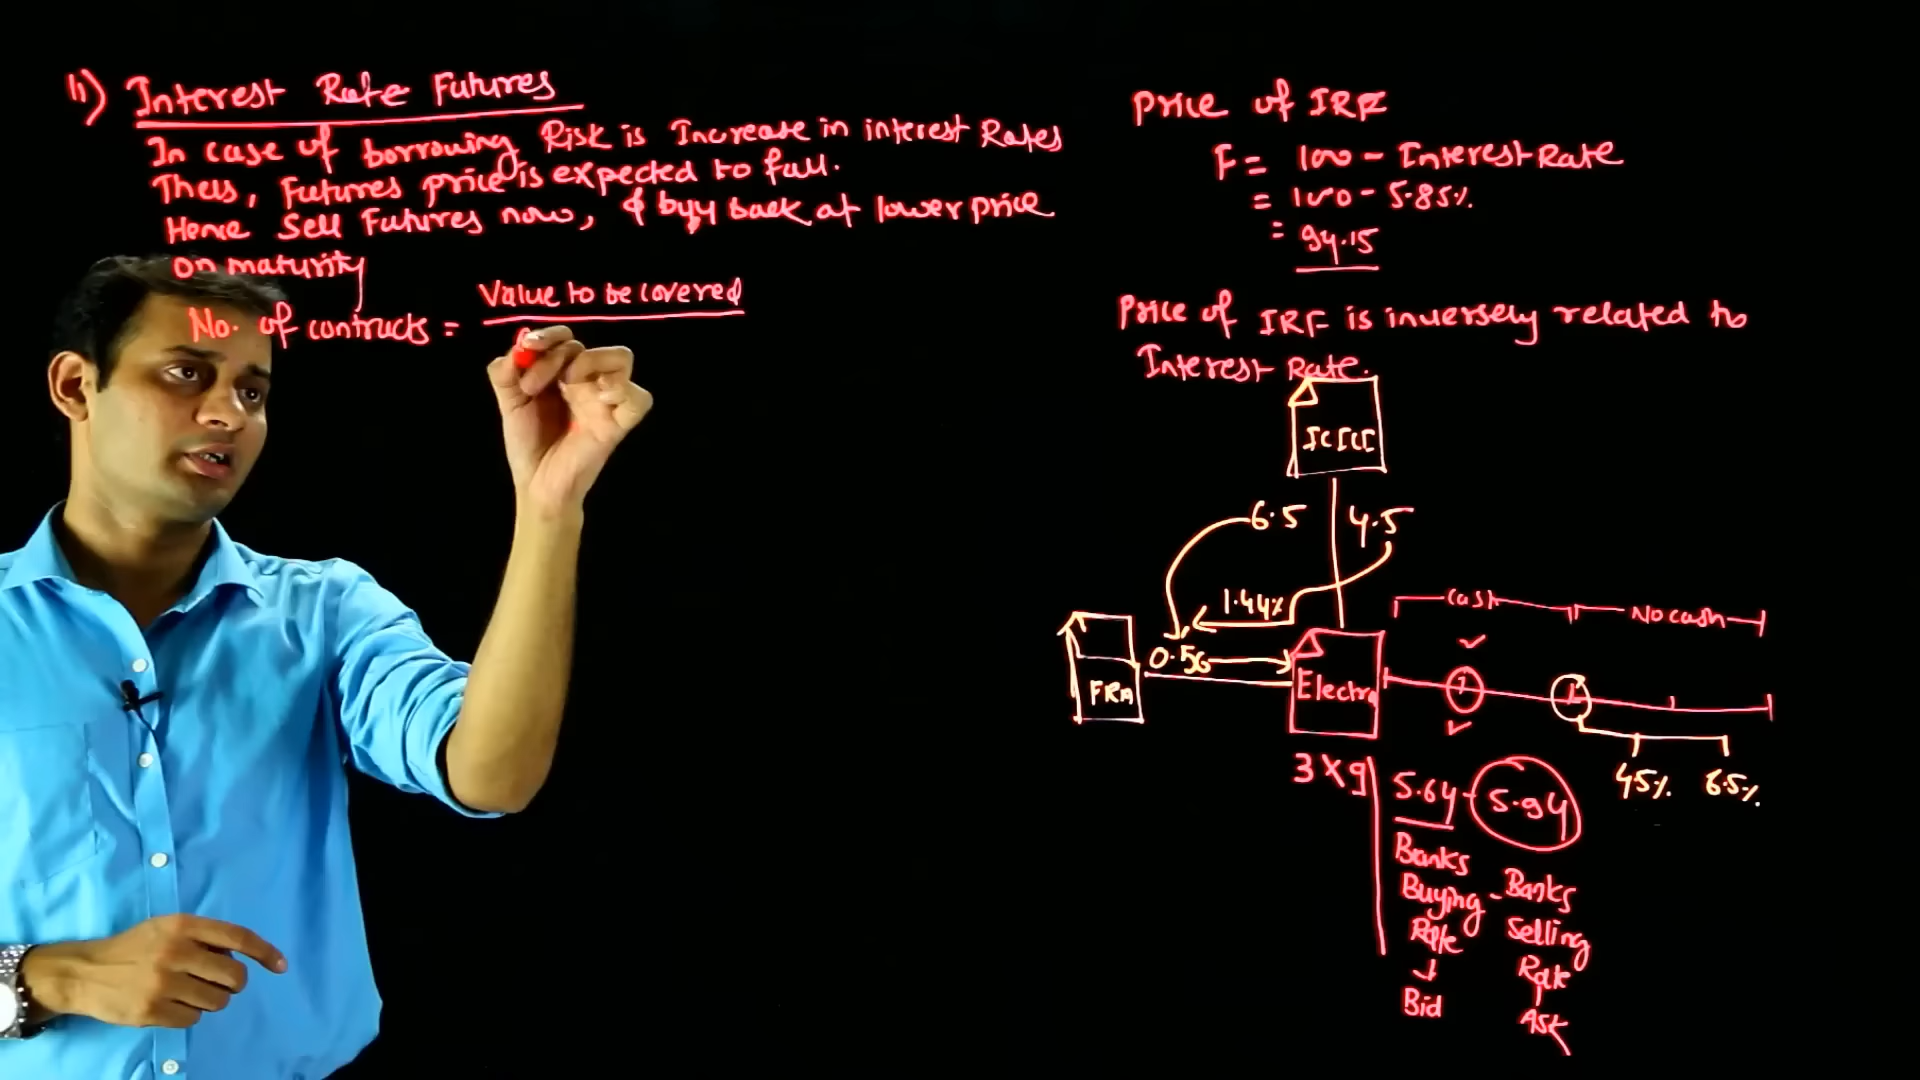 11) Interest Rate Futures
In case of borrowing Risk is Increase in interest Rates
Thus, Futures price is expected to fall.
Hence Sell Futures now, & buy back at lower price
on maturity
No. of contracts = Value to be covered
Price of IRF
F = 100 - Interest Rate
= 100 - 5.85%
= 94.15
Price of IRF is inversely related to
Interest Rate.
ICICI
6.5 4.5
1.44%
0.56
FRA
Electra
Cash No cash
4.5% 6.5%
3x9 5.64 - 5.94
Banks
Buying
Rate
Bid
- Banks
Selling
Rate
Ask